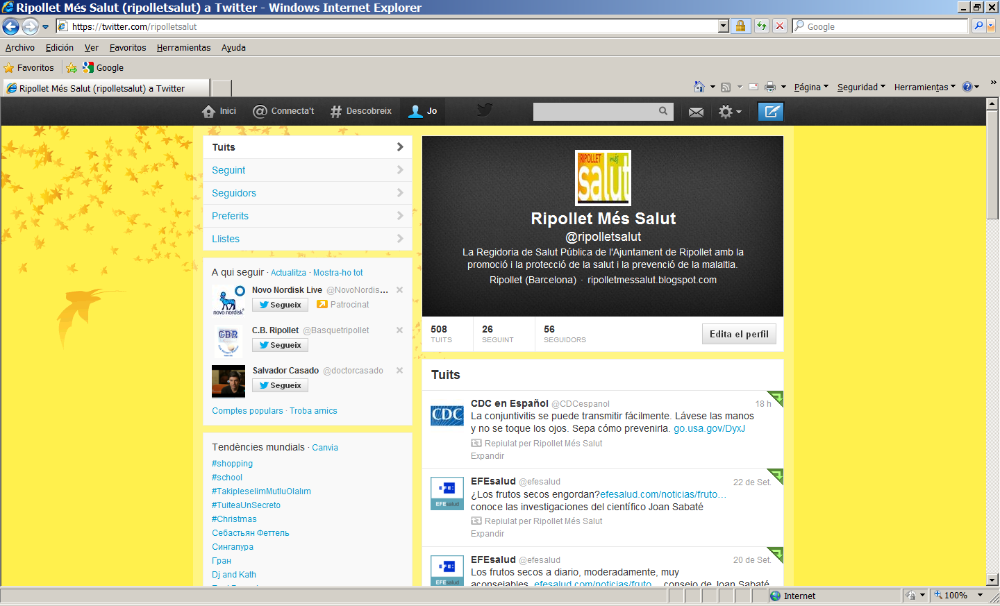 Ripollet Més Salut (ripolletsalut) a Twitter - Windows Internet Explorer
https://twitter.com/ripolletsalut
Google
Archivo Edición Ver Favoritos Herramientas Ayuda
Favoritos Google
Ripollet Més Salut (ripolletsalut) a Twitter
Página Seguridad Herramientas
Inici Connecta't Descobreix Jo
Tuits
Seguint
Seguidors
Preferits
Llistes
A qui seguir · Actualitza · Mostra-ho tot
Novo Nordisk Live @NovoNordis...
Segueix Patrocinat
novo nordisk
C.B. Ripollet @Basquetripollet
CBR
Segueix
Salvador Casado @doctorcasado
Segueix
Comptes populars · Troba amics
Tendències mundials · Canvia
#shopping
#school
#TakipleselimMutluOlalım
#TuiteaUnSecreto
#Christmas
Себастьян Феттель
Сингапура
Гран
Dj and Kath
RIPOLLET més
salut
Ripollet Més Salut
@ripolletsalut
La Regidoria de Salut Pública de l'Ajuntament de Ripollet amb la
promoció i la protecció de la salut i la prevenció de la malaltia.
Ripollet (Barcelona) · ripolletmessalut.blogspot.com
508 26 56
TUITS SEGUINT SEGUIDORS
Edita el perfil
Tuits
CDC
CDC en Español @CDCespanol 18 h
La conjuntivitis se puede transmitir fácilmente. Lávese las manos
y no se toque los ojos. Sepa cómo prevenirla. go.usa.gov/DyxJ
Repiulat per Ripollet Més Salut
Expandir
EFEsalud @efesalud 22 de Set.
EFEsalud
¿Los frutos secos engordan?efesalud.com/noticias/fruto...
conoce las investigaciones del científico Joan Sabaté
Repiulat per Ripollet Més Salut
Expandir
EFEsalud @efesalud 20 de Set.
EFEsalud
Los frutos secos a diario, moderadamente, muy
aconsejables. efesalud.com/noticias/fruto... consejo de Joan Sabaté
Internet 100%